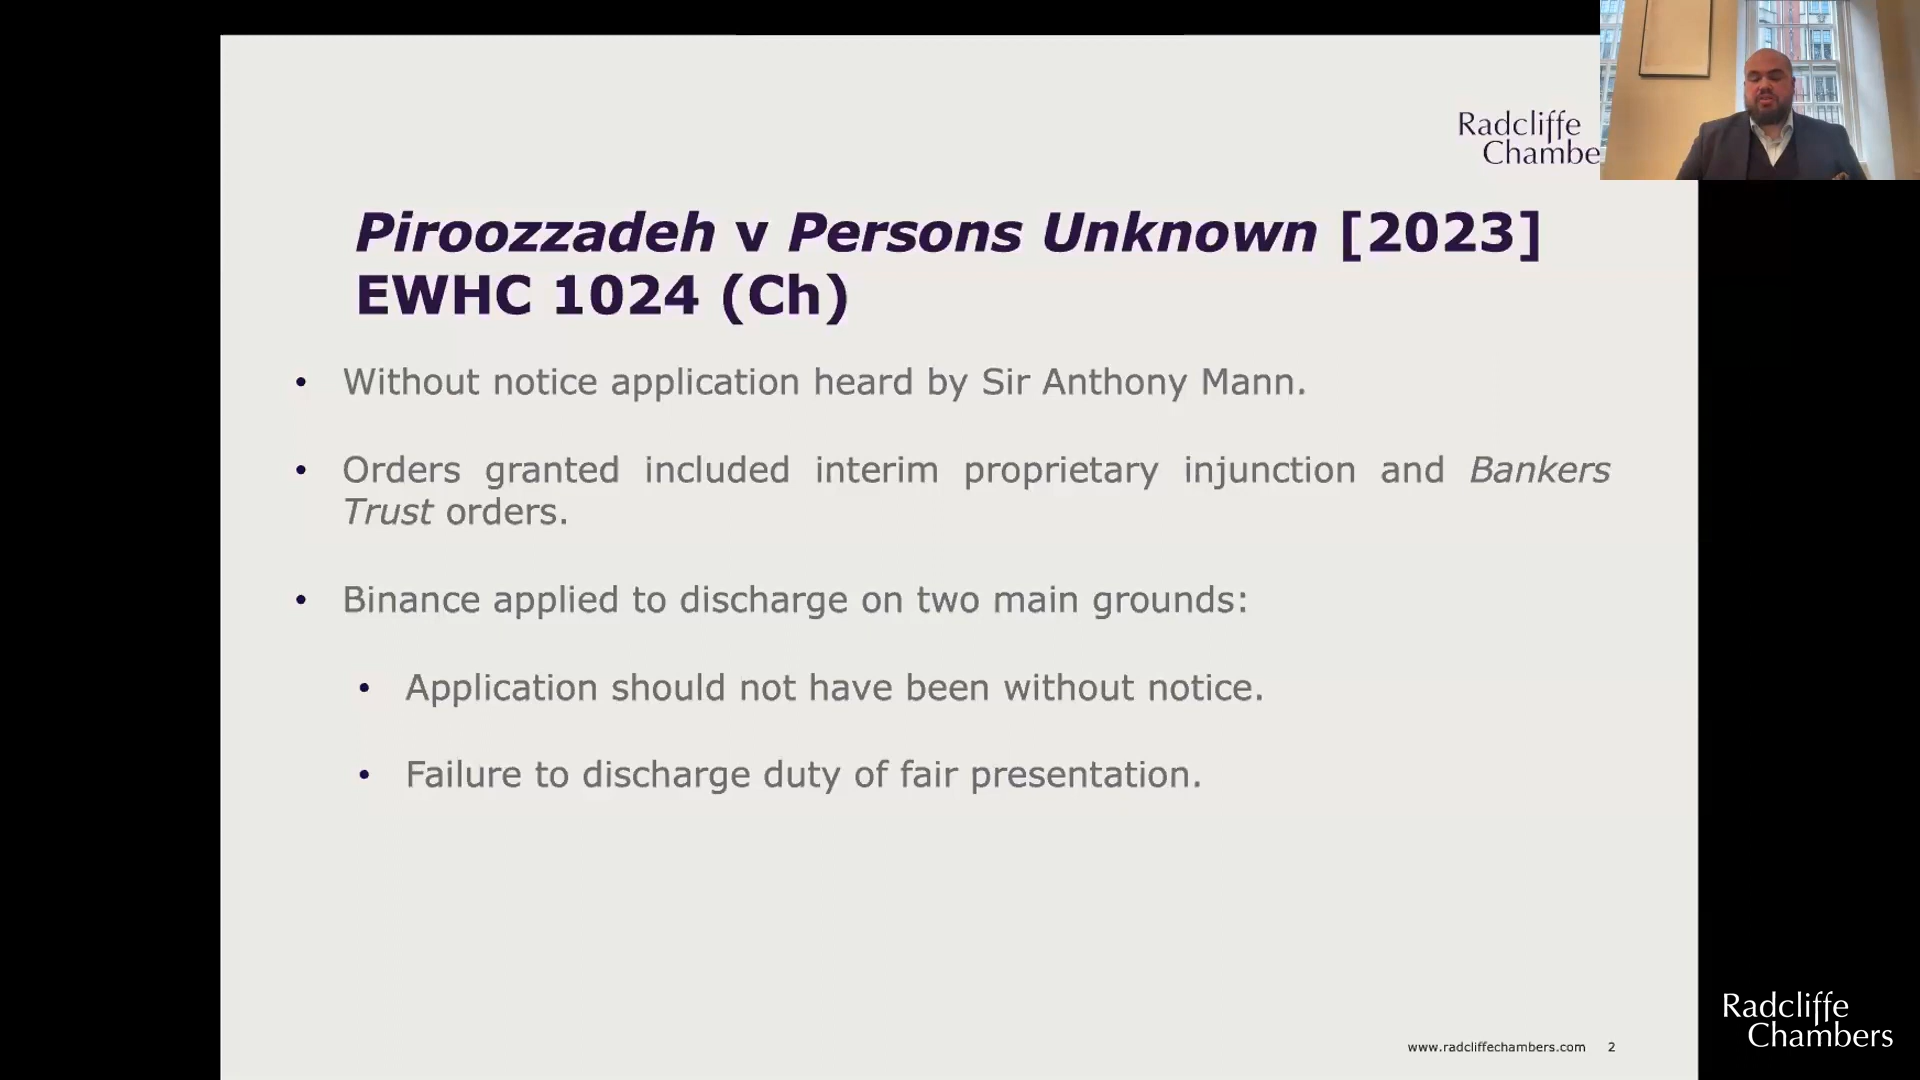 Radcliffe
Chambe
Piroozzadeh v Persons Unknown [2023]
EWHC 1024 (Ch)
• Without notice application heard by Sir Anthony Mann.
• Orders granted included interim proprietary injunction and Bankers
Trust orders.
• Binance applied to discharge on two main grounds:
• Application should not have been without notice.
• Failure to discharge duty of fair presentation.
www.radcliffechambers.com 2
Radcliffe
Chambers